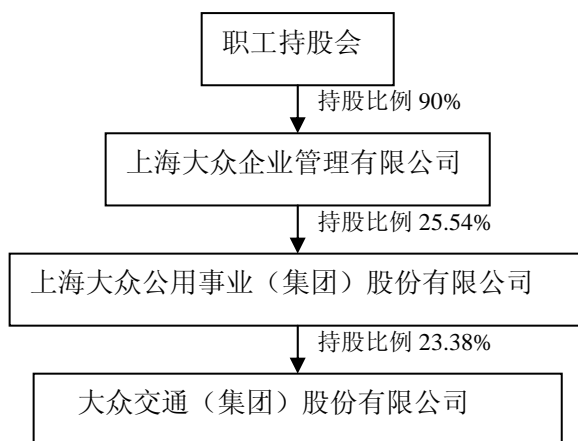 职工持股会
持股比例 90%
上海大众企业管理有限公司
持股比例 25.54%
上海大众公用事业（集团）股份有限公司
持股比例 23.38%
大众交通（集团）股份有限公司